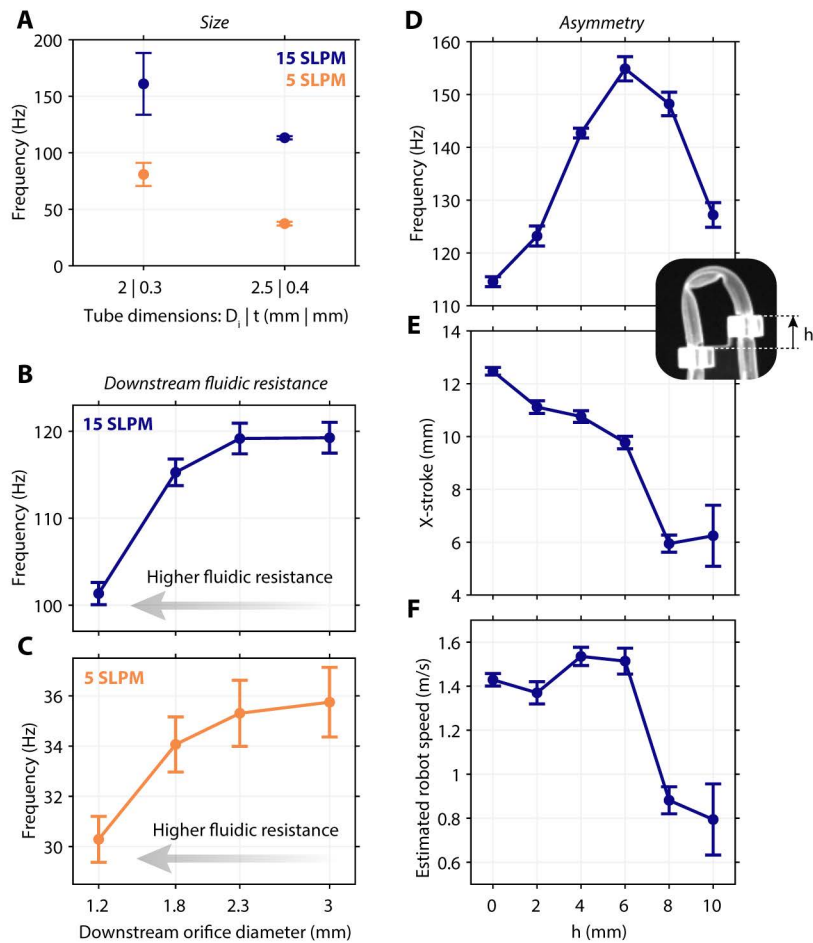 A
Size
200
150
100
50
0
Frequency (Hz)
15 SLPM
5 SLPM
2 | 0.3
2.5 | 0.4
Tube dimensions: Di | t (mm | mm)
B
Downstream fluidic resistance
15 SLPM
120
110
100
Frequency (Hz)
Higher fluidic resistance
C
5 SLPM
36
34
32
30
Frequency (Hz)
Higher fluidic resistance
1.2
1.8
2.3
3
Downstream orifice diameter (mm)
D
Asymmetry
160
150
140
130
120
110
Frequency (Hz)
h
E
14
12
10
8
6
4
X-stroke (mm)
F
1.6
1.4
1.2
1
0.8
0.6
Estimated robot speed (m/s)
0
2
4
6
8
10
h (mm)